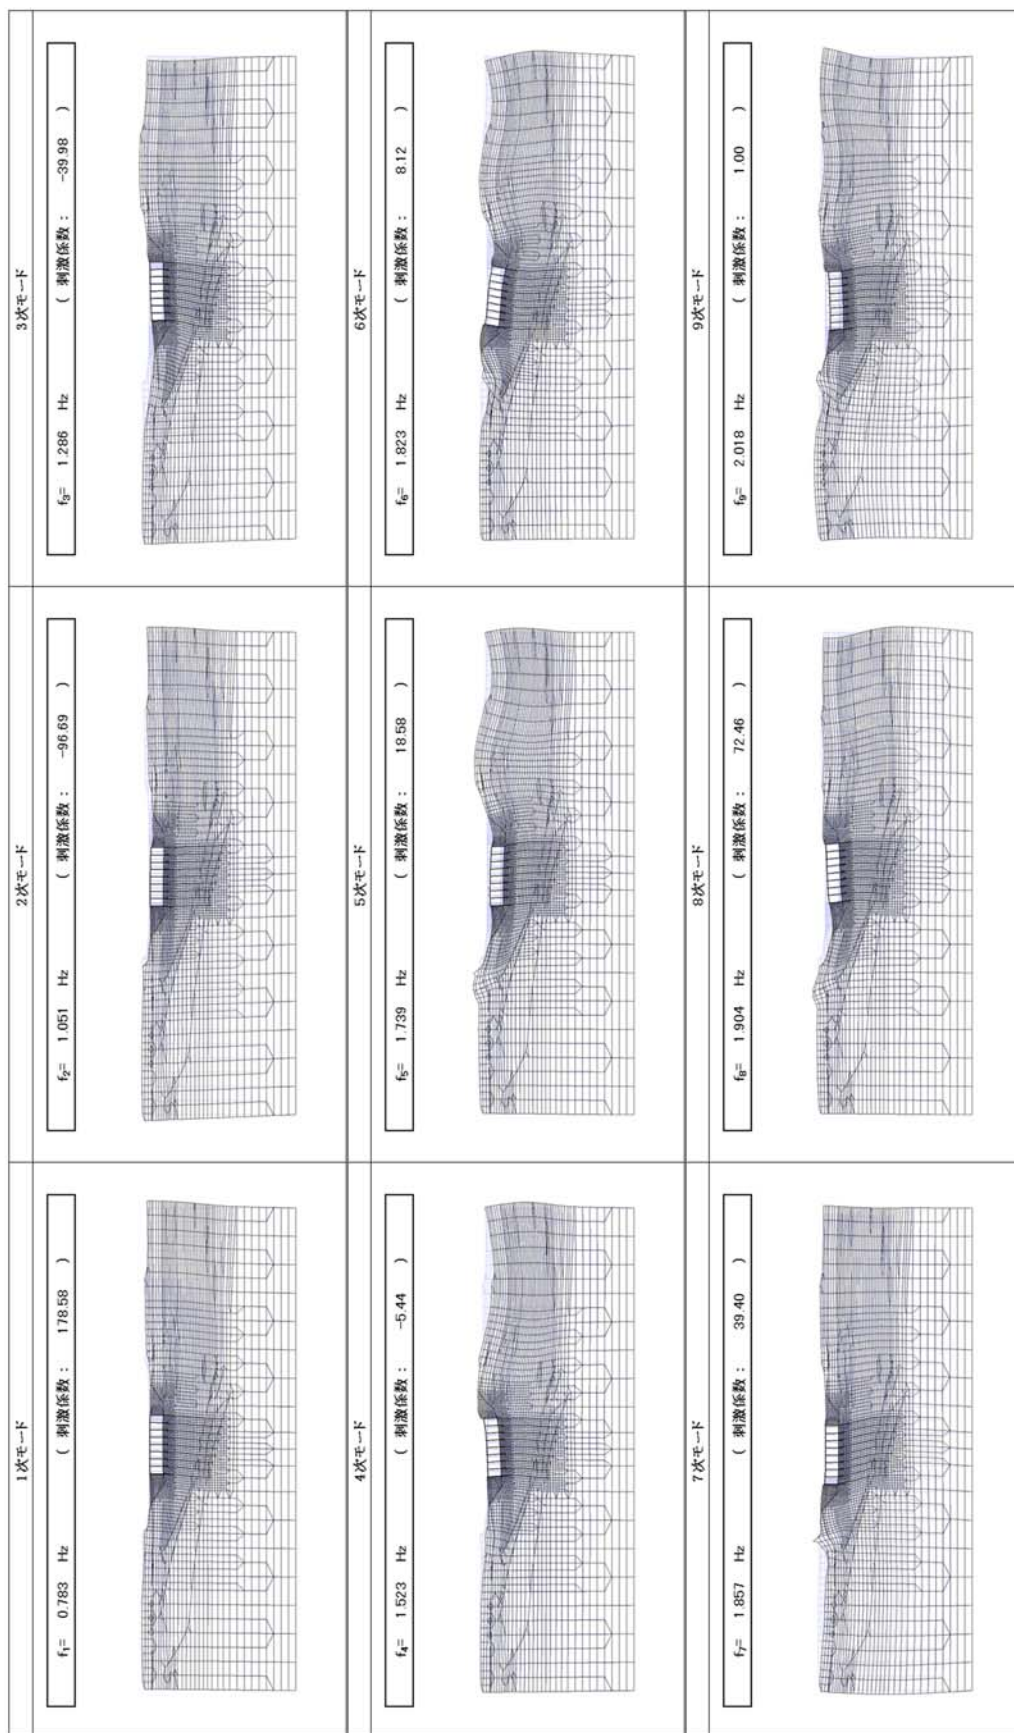 1次モード
f₁= 0.783 Hz ( 刺激係数 : 178.58 )
2次モード
f₂= 1.051 Hz ( 刺激係数 : -96.69 )
3次モード
f₃= 1.286 Hz ( 刺激係数 : -39.98 )
4次モード
f₄= 1.523 Hz ( 刺激係数 : -5.44 )
5次モード
f₅= 1.739 Hz ( 刺激係数 : 18.58 )
6次モード
f₆= 1.823 Hz ( 刺激係数 : 8.12 )
7次モード
f₇= 1.857 Hz ( 刺激係数 : 39.40 )
8次モード
f₈= 1.904 Hz ( 刺激係数 : 72.46 )
9次モード
f₉= 2.018 Hz ( 刺激係数 : 1.00 )